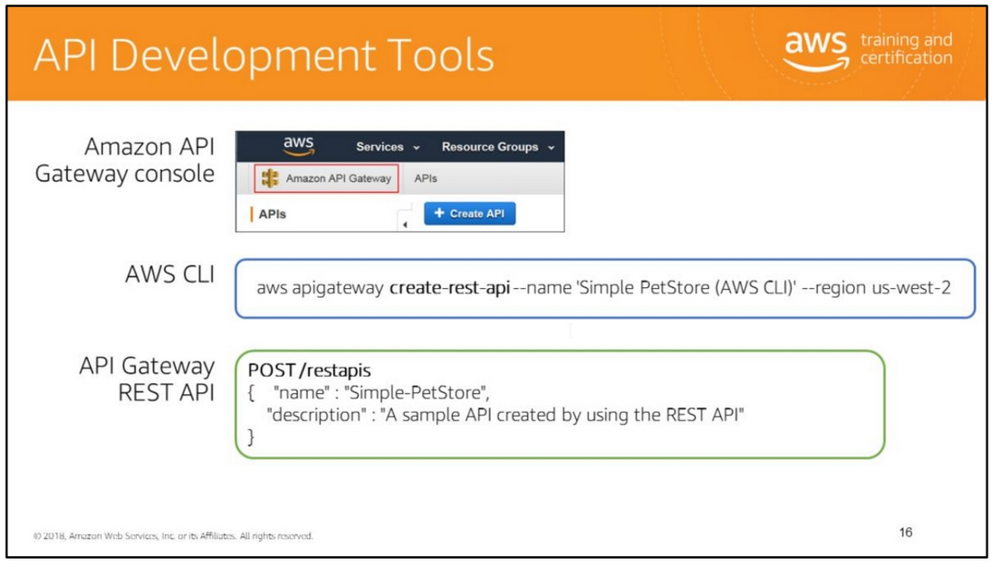 API Development Tools
aws training and
certification
Amazon API
Gateway console
aws Services Resource Groups
Amazon API Gateway APIs
APIs + Create API
AWS CLI
aws apigateway create-rest-api --name 'Simple PetStore (AWS CLI)' --region us-west-2
API Gateway
REST API
POST /restapis
{ "name" : "Simple-PetStore",
"description" : "A sample API created by using the REST API"
}
© 2018, Amazon Web Services, Inc. or its Affiliates. All rights reserved.
16